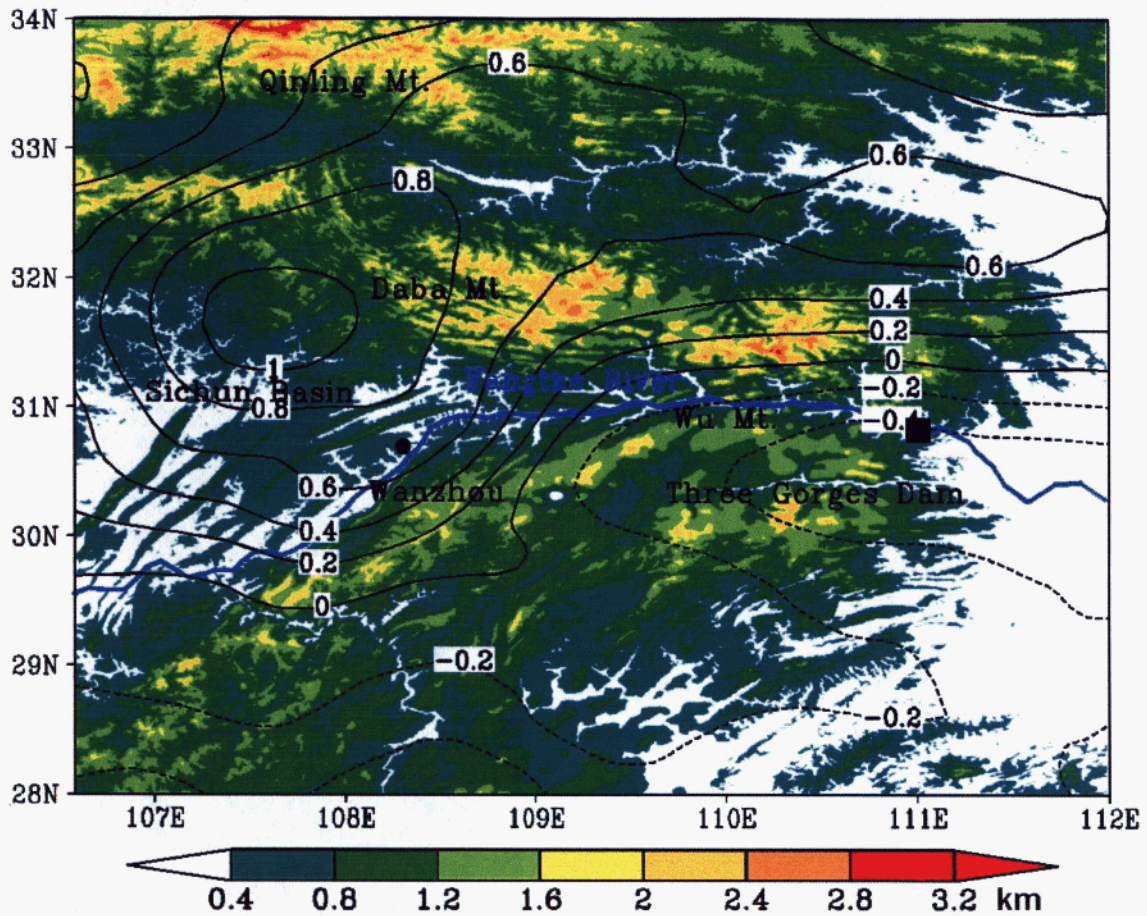 34N
0.6
Qinling Mt.
33N
0.6
0.8
32N
0.6
Daba Mt.
0.4
0.2
0
1
Yangtze River
-0.2
Sichun Basin
0.8
31N
Wu Mt.
-0.
0.6
Wanzhou
Three Gorges Dam
0.4
30N
0.2
0
29N
-0.2
-0.2
28N
107E 108E 109E 110E 111E 112E
0.4 0.8 1.2 1.6 2 2.4 2.8 3.2 km